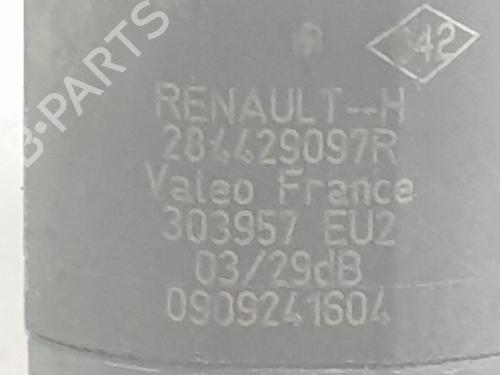 B-PARTS
42
RENAULT--H
284429097R
Valeo France
303957 EU2
03/29dB
0909241604